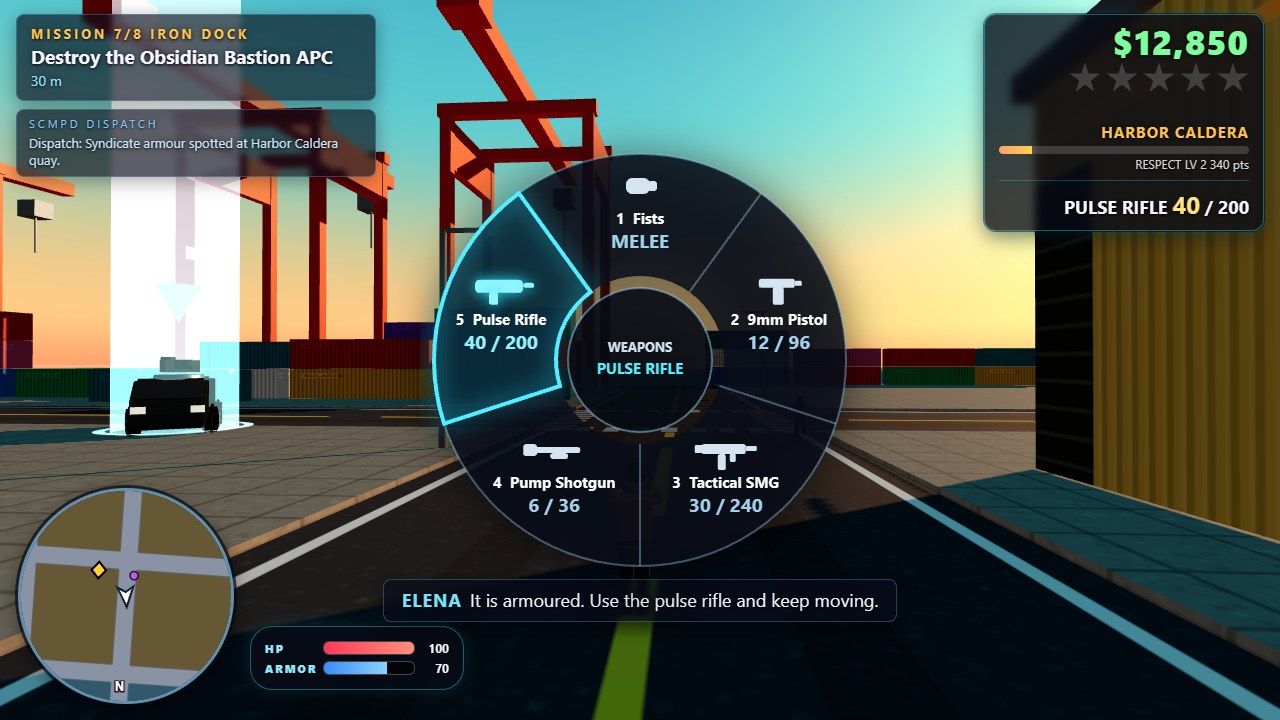 MISSION 7/8 IRON DOCK
Destroy the Obsidian Bastion APC
30 m
SCMPD DISPATCH
Dispatch: Syndicate armour spotted at Harbor Caldera
quay.
$12,850
HARBOR CALDERA
RESPECT LV 2 340 pts
PULSE RIFLE 40 / 200
1 Fists
MELEE
5 Pulse Rifle
40 / 200
2 9mm Pistol
12 / 96
WEAPONS
PULSE RIFLE
4 Pump Shotgun
6 / 36
3 Tactical SMG
30 / 240
ELENA It is armoured. Use the pulse rifle and keep moving.
HP 100
ARMOR 70
N